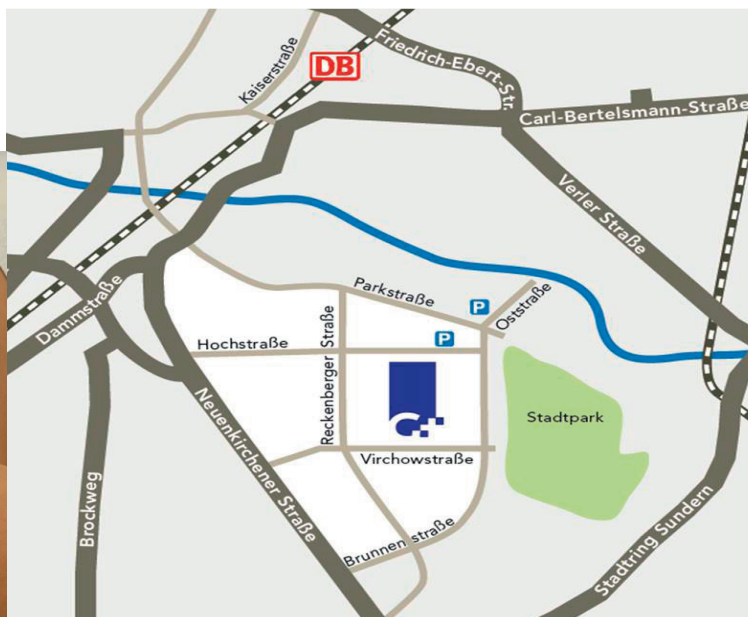 Friedrich-Ebert-Str.
DB
Kaiserstraße
Carl-Bertelsmann-Straße
Verler Straße
Parkstraße
Oststraße
P
Dammstraße
P
Hochstraße
Reckenberger Straße
Neuenkirchener Straße
Stadtpark
Virchowstraße
Brockweg
Brunnenstraße
Stadtring Sundern